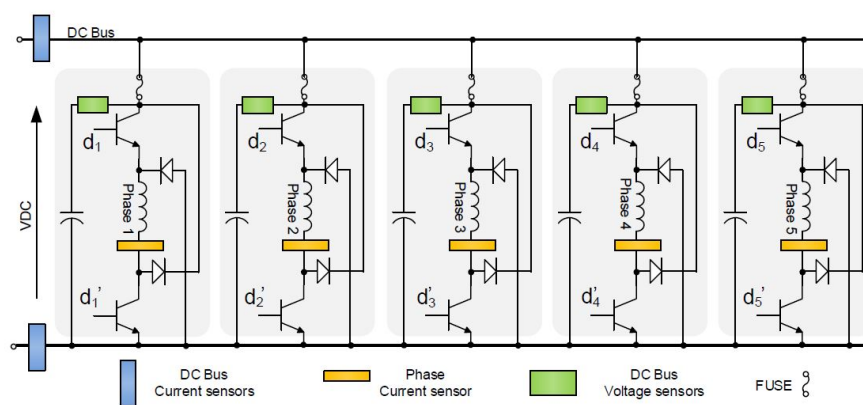 DC Bus
VDC
d1
Phase 1
d1'
d2
Phase 2
d2'
d3
Phase 3
d3'
d4
Phase 4
d4'
d5
Phase 5
d5'
DC Bus
Current sensors
Phase
Current sensor
DC Bus
Voltage sensors
FUSE